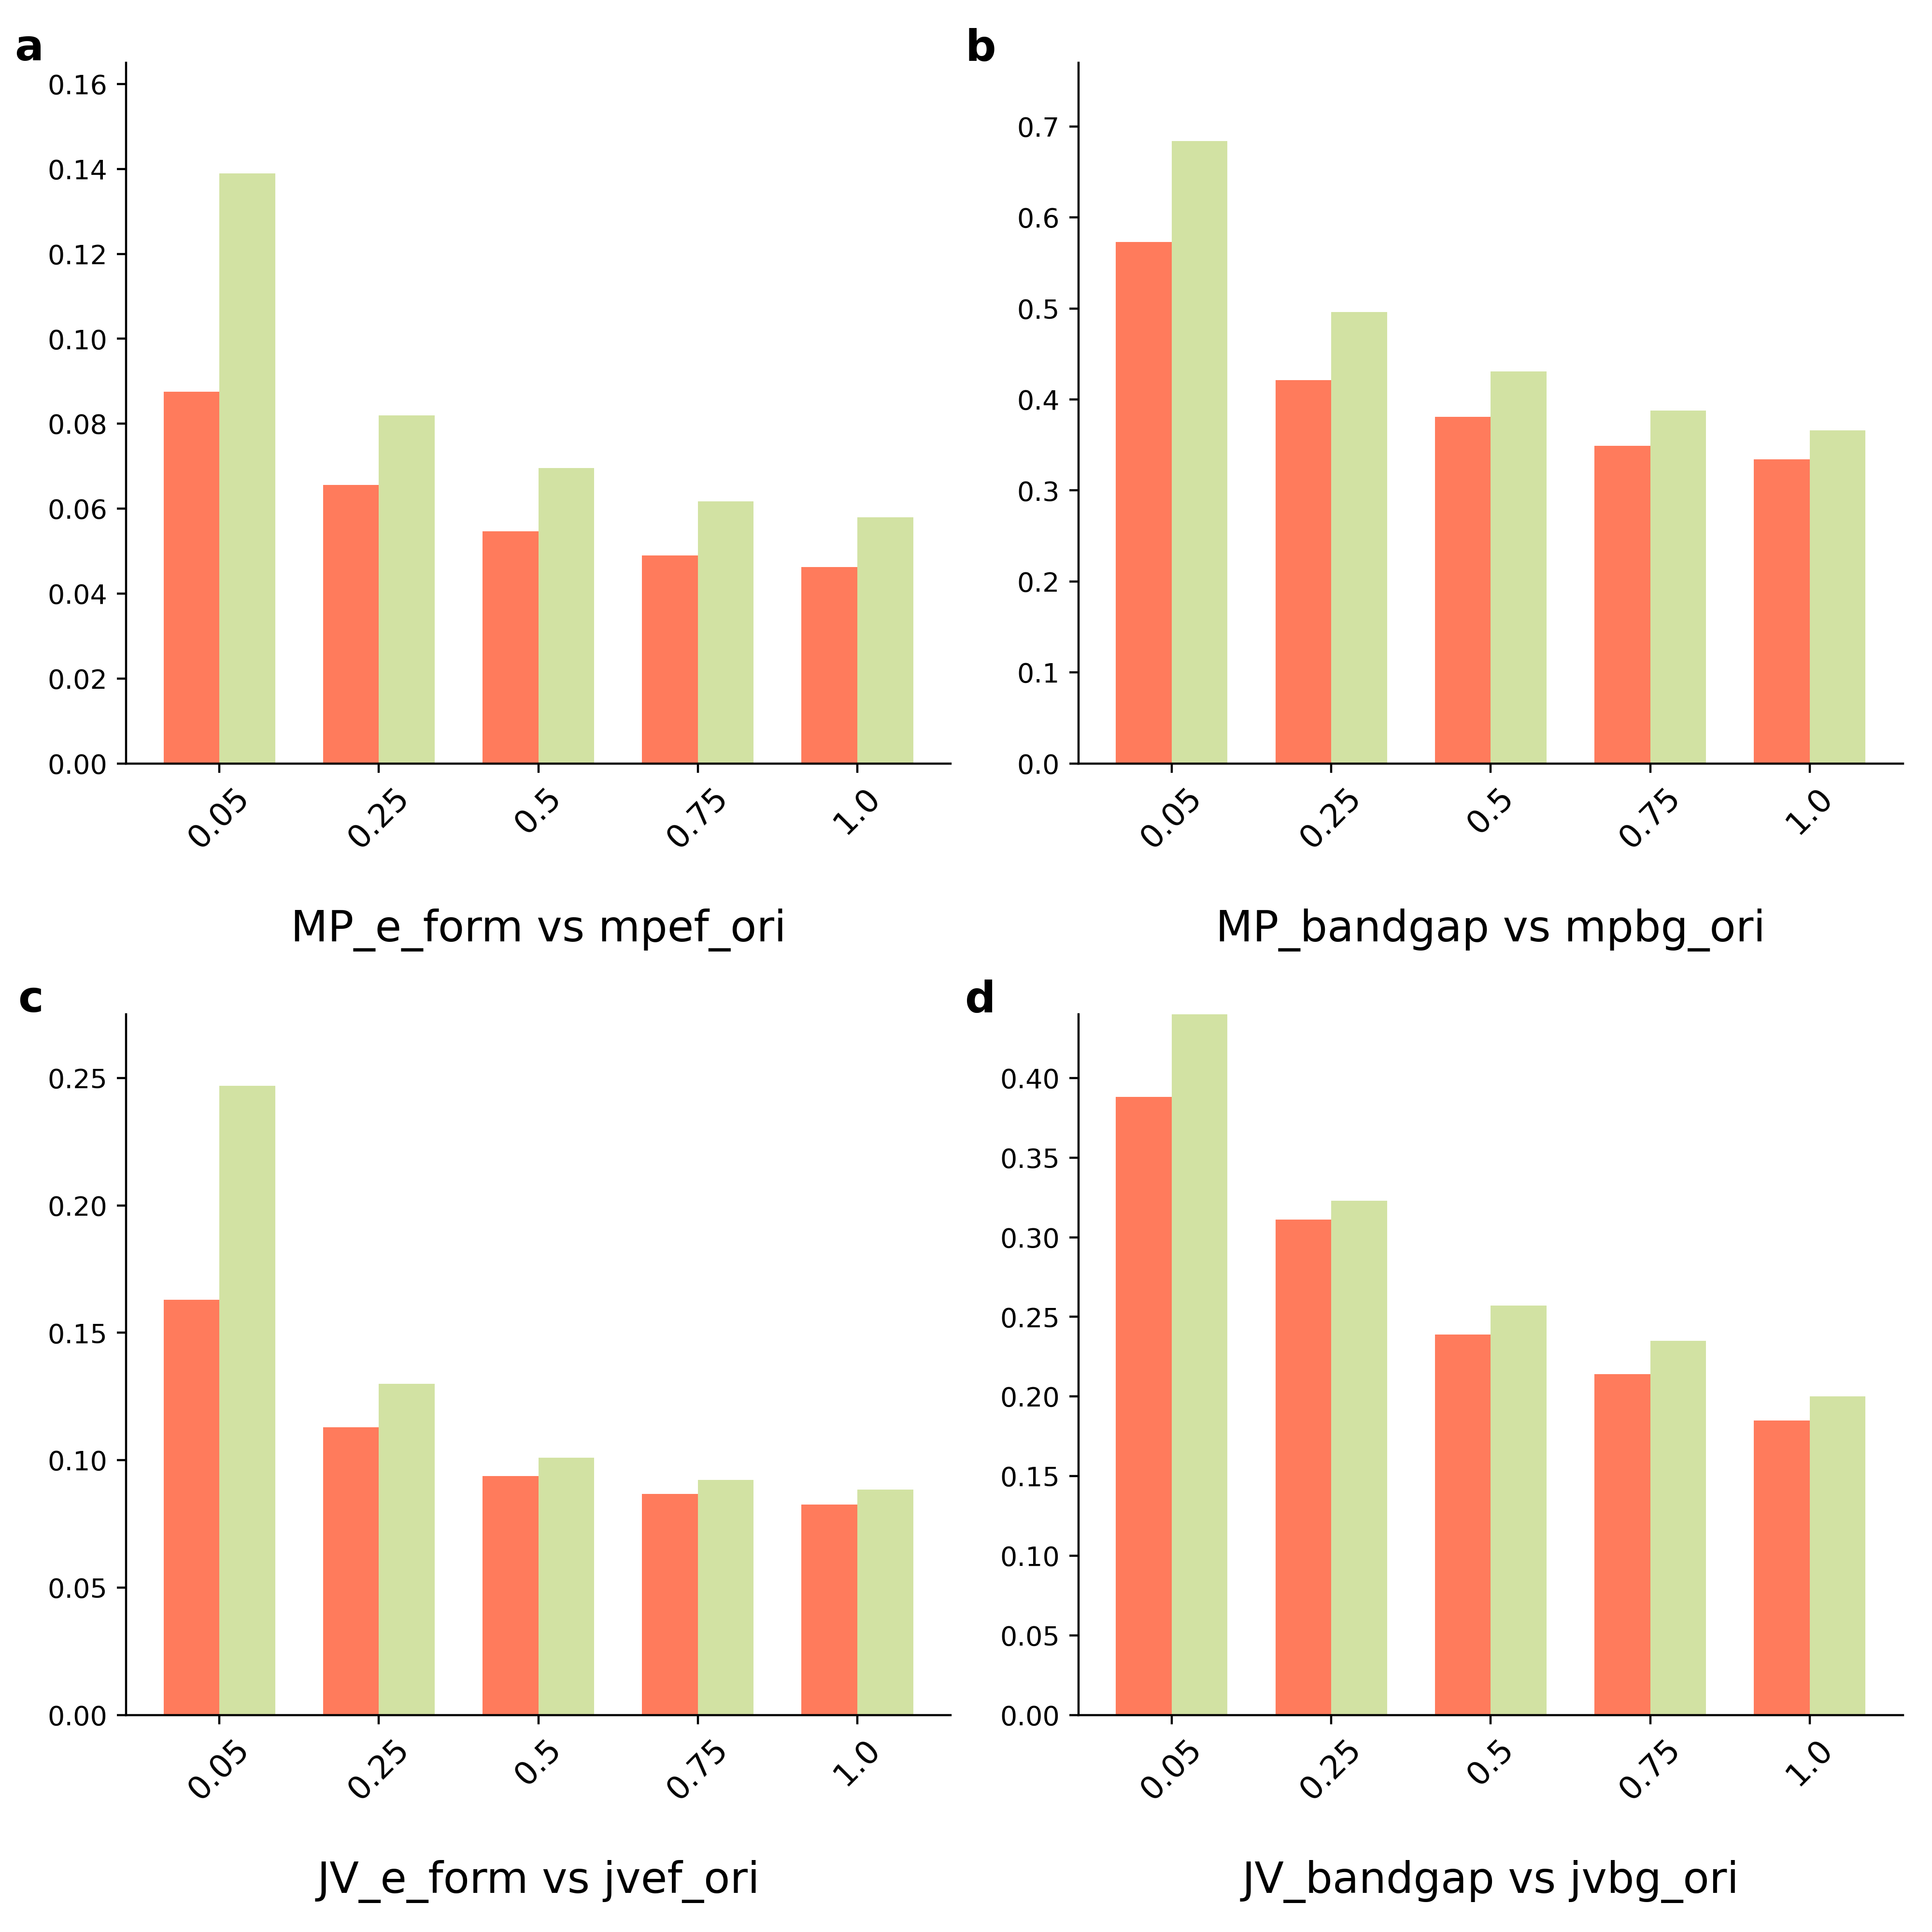 a
0.16
0.14
0.12
0.10
0.08
0.06
0.04
0.02
0.00
0.05 0.25 0.5 0.75 1.0
MP_e_form vs mpef_ori
b
0.7
0.6
0.5
0.4
0.3
0.2
0.1
0.0
0.05 0.25 0.5 0.75 1.0
MP_bandgap vs mpbg_ori
c
0.25
0.20
0.15
0.10
0.05
0.00
0.05 0.25 0.5 0.75 1.0
JV_e_form vs jvef_ori
d
0.40
0.35
0.30
0.25
0.20
0.15
0.10
0.05
0.00
0.05 0.25 0.5 0.75 1.0
JV_bandgap vs jvbg_ori